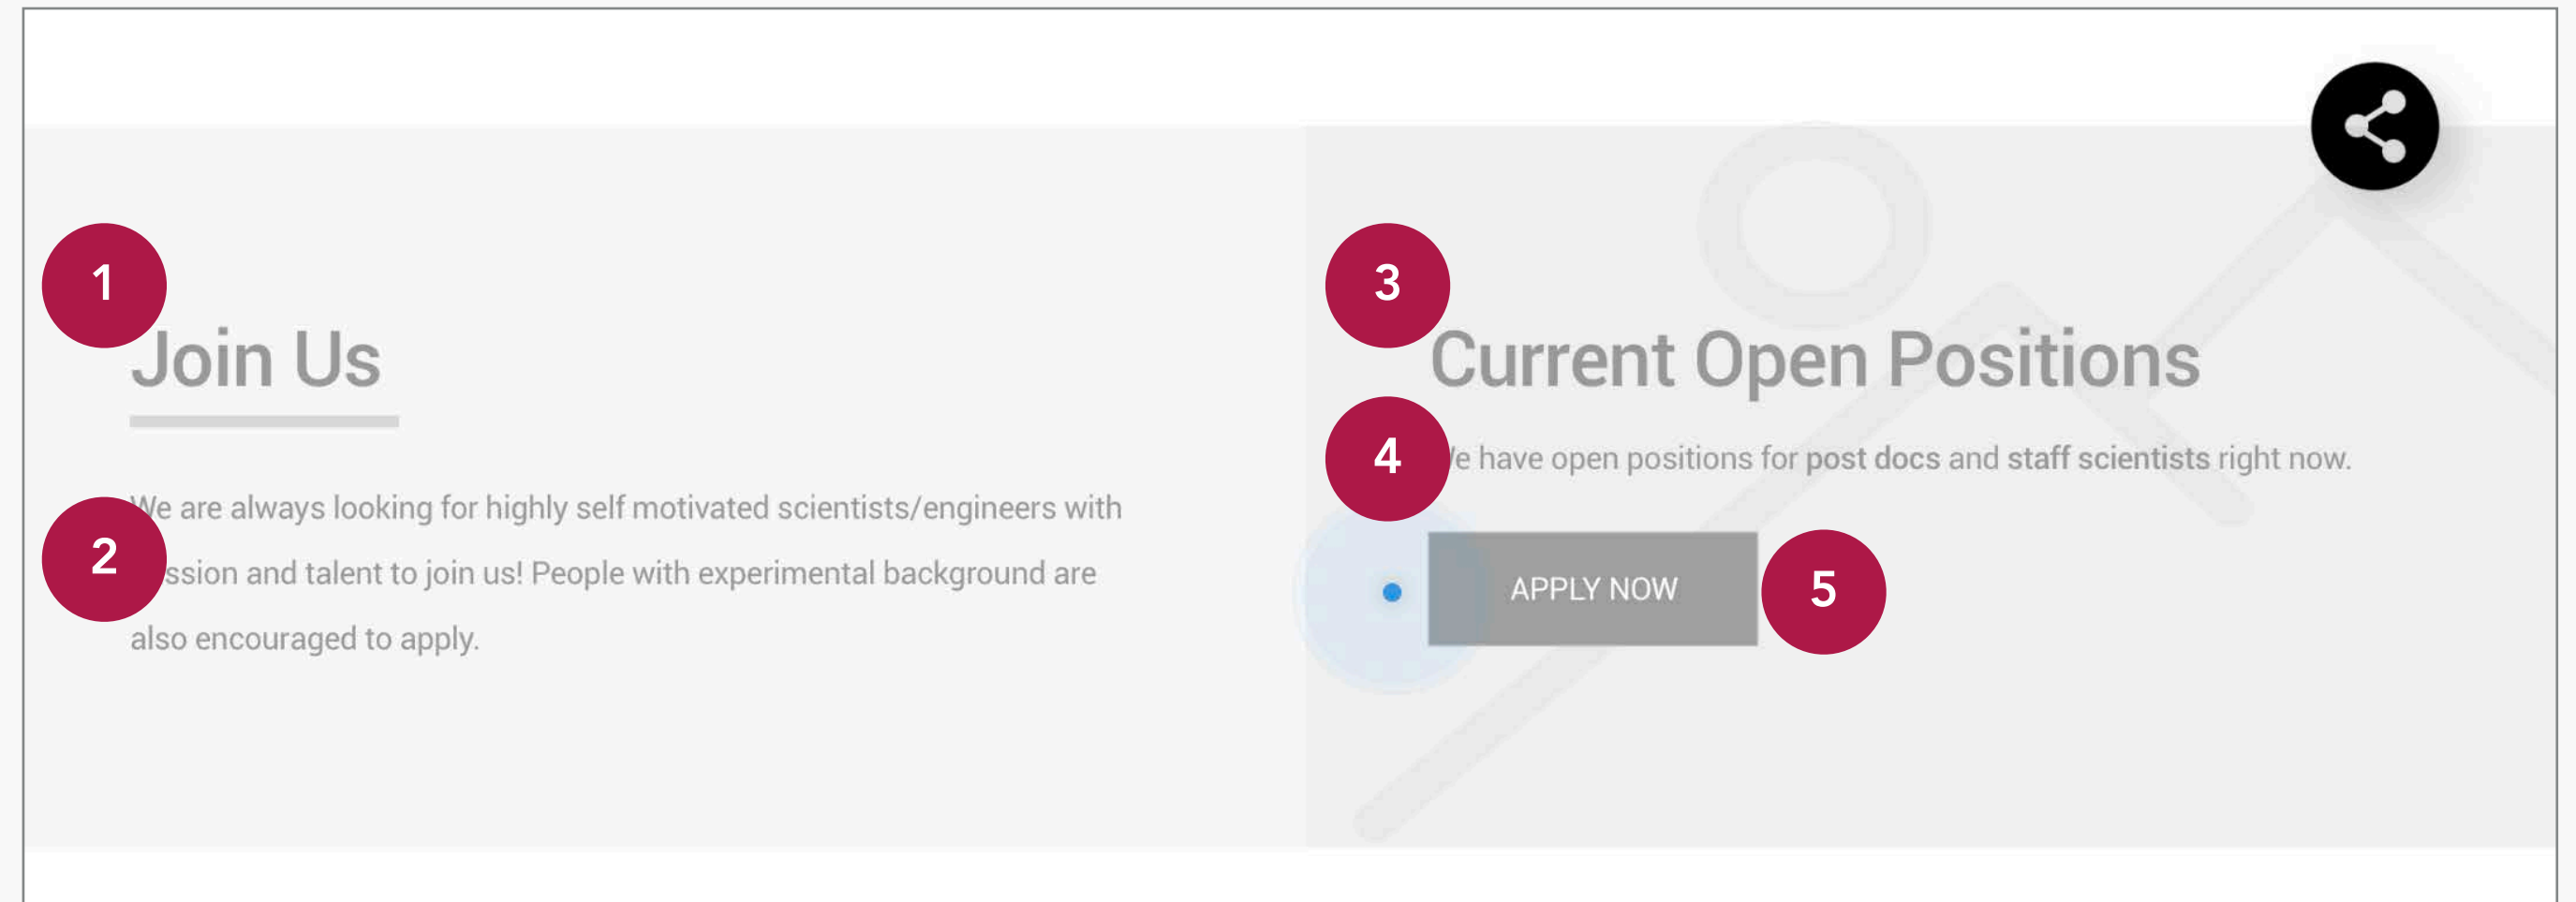 1
Join Us
2
We are always looking for highly self motivated scientists/engineers with
and talent to join us! People with experimental background are
also encouraged to apply.
3
Current Open Positions
4
have open positions for post docs and staff scientists right now.
APPLY NOW
5